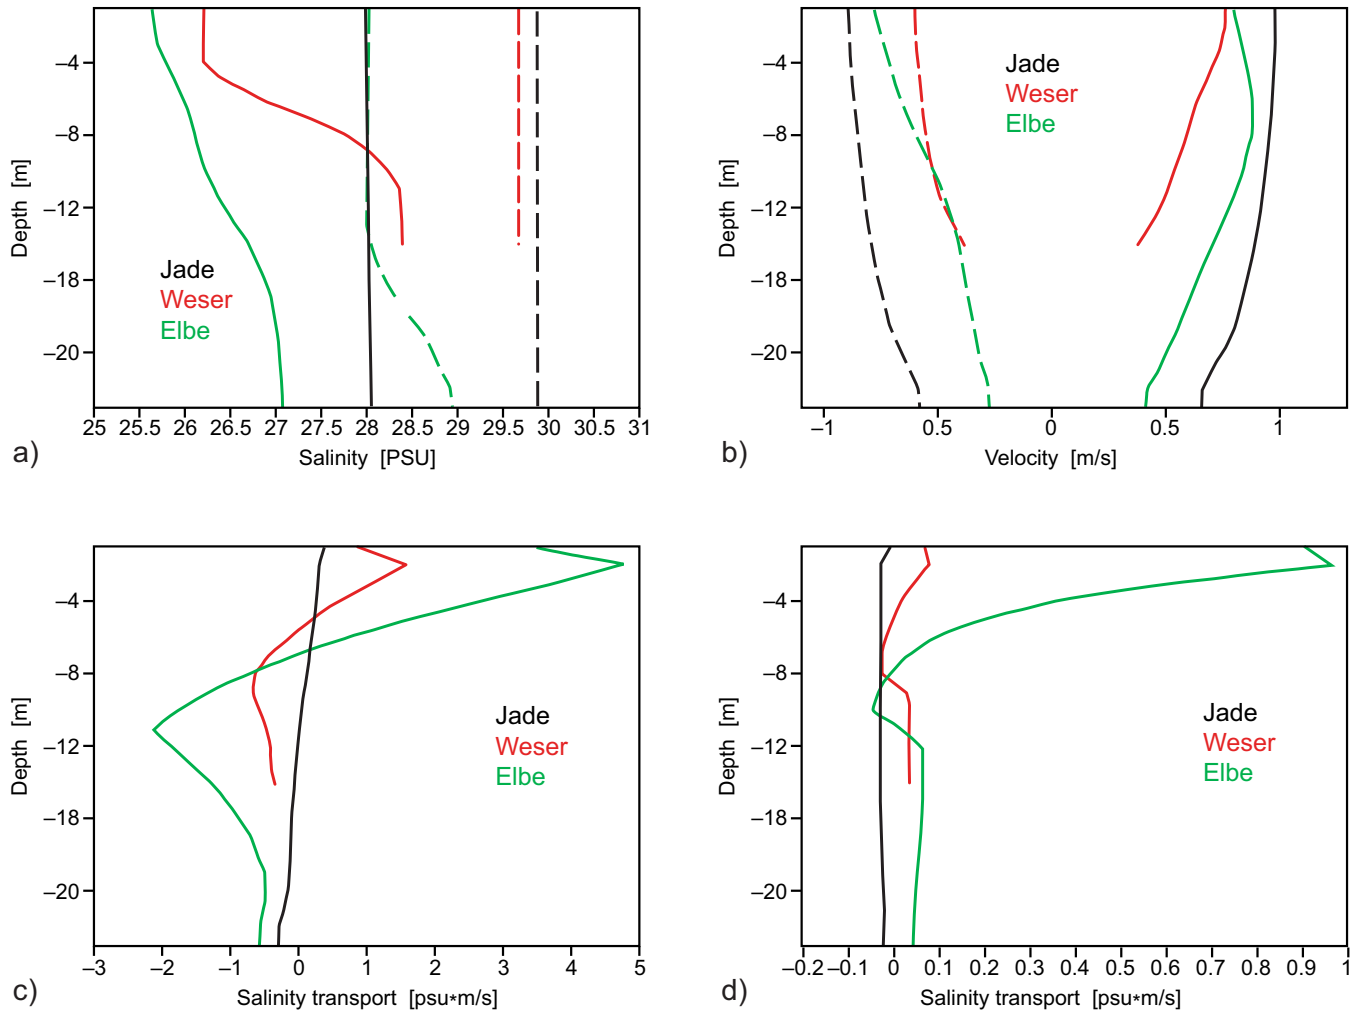 Depth [m]
–4
–8
–12
–18
–20
Jade
Weser
Elbe
25 25.5 26 26.5 27 27.5 28 28.5 29 29.5 30 30.5 31
a)
Salinity [PSU]
Depth [m]
–4
–8
–12
–18
–20
Jade
Weser
Elbe
–1 0.5 0 0.5 1
b)
Velocity [m/s]
Depth [m]
–4
–8
–12
–18
–20
Jade
Weser
Elbe
–3 –2 –1 0 1 2 3 4 5
c)
Salinity transport [psu*m/s]
Depth [m]
–4
–8
–12
–18
–20
Jade
Weser
Elbe
–0.2 –0.1 0 0.1 0.2 0.3 0.4 0.5 0.6 0.7 0.8 0.9 1
d)
Salinity transport [psu*m/s]